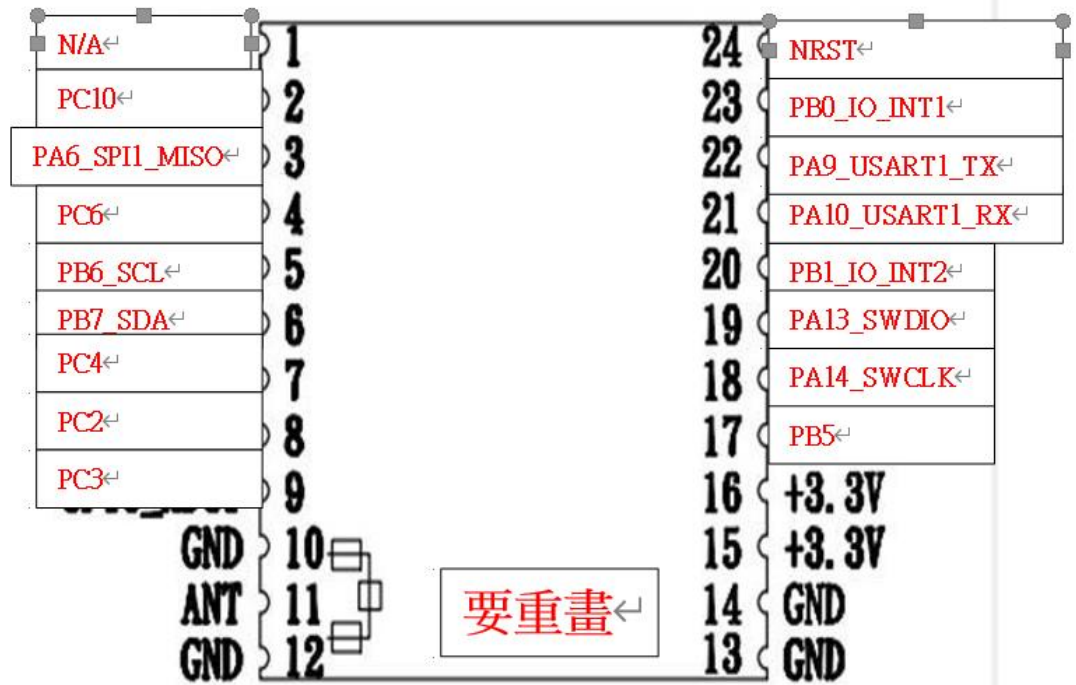 N/A 1 24 NRST
PC10 2 23 PB0_IO_INT1
PA6_SPI1_MISO 3 22 PA9_USART1_TX
PC6 4 21 PA10_USART1_RX
PB6_SCL 5 20 PB1_IO_INT2
PB7_SDA 6 19 PA13_SWDIO
PC4 7 18 PA14_SWCLK
PC2 8 17 PB5
PC3 9 16 +3.3V
GND 10 15 +3.3V
ANT 11 要重畫 14 GND
GND 12 13 GND